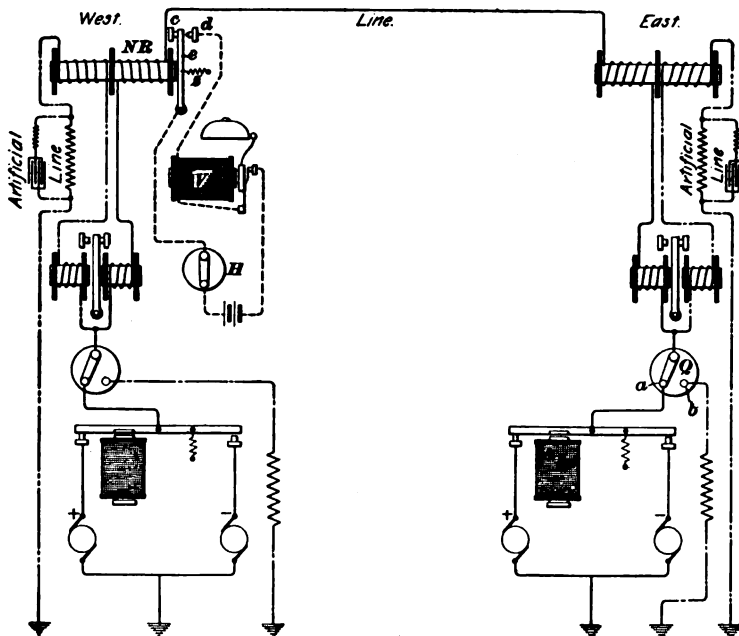 West.
Line.
East.
c
d
NR
e
s
Artificial
Line
V
H
Artificial
Line
Q
a
b
+
-
+
-